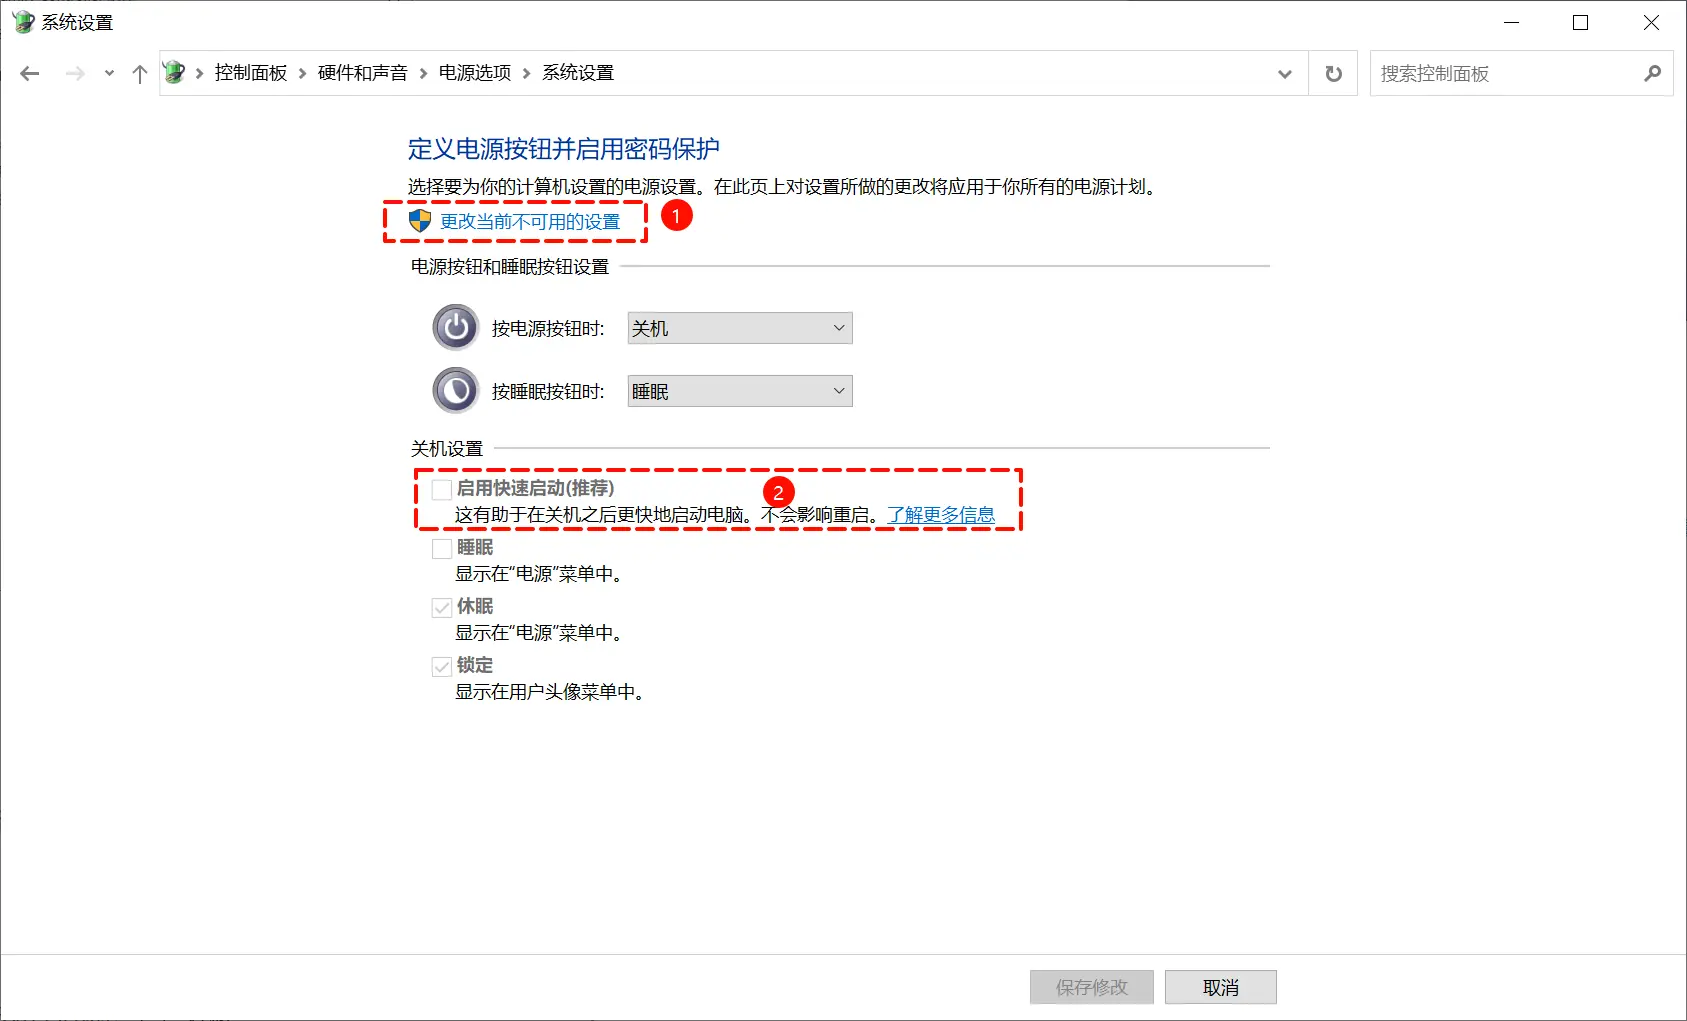 系统设置
控制面板 硬件和声音 电源选项 系统设置
搜索控制面板
定义电源按钮并启用密码保护
选择要为你的计算机设置的电源设置。在此页上对设置所做的更改将应用于你所有的电源计划。
更改当前不可用的设置 1
电源按钮和睡眠按钮设置
按电源按钮时: 关机
按睡眠按钮时: 睡眠
关机设置
启用快速启动(推荐) 2
这有助于在关机之后更快地启动电脑。不会影响重启。了解更多信息
睡眠
显示在“电源”菜单中。
休眠
显示在“电源”菜单中。
锁定
显示在用户头像菜单中。
保存修改 取消